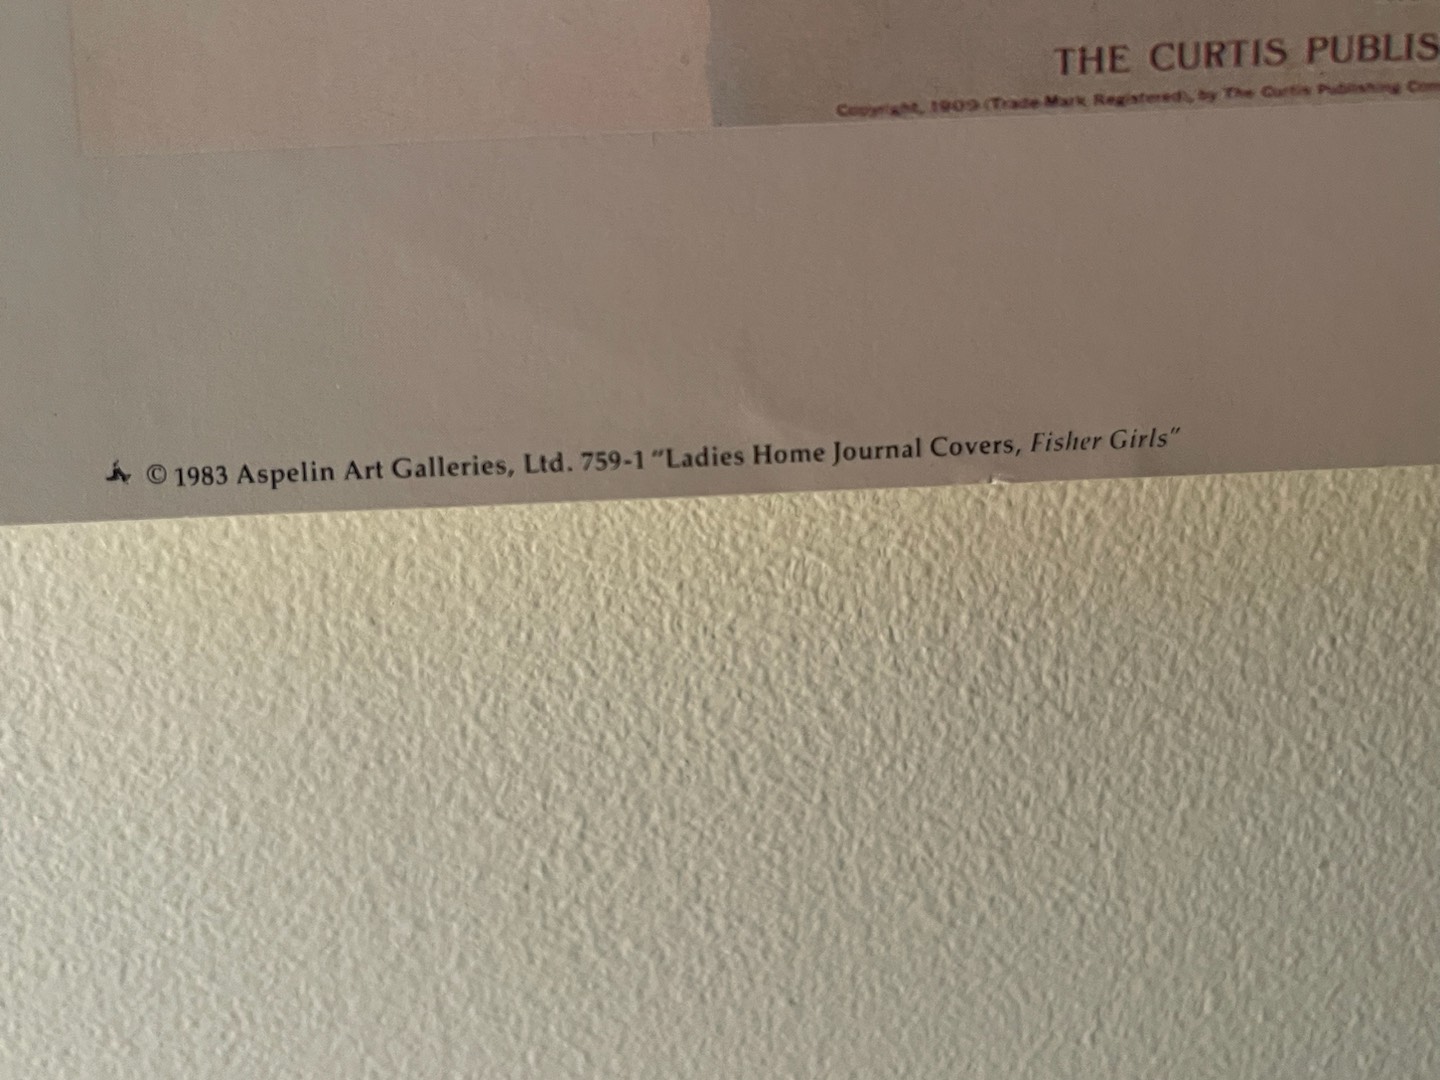 THE CURTIS PUBLIS
Copyright, 1909 (Trade-Mark Registered), by The Curtis Publishing Com
© 1983 Aspelin Art Galleries, Ltd. 759-1 “Ladies Home Journal Covers, Fisher Girls”